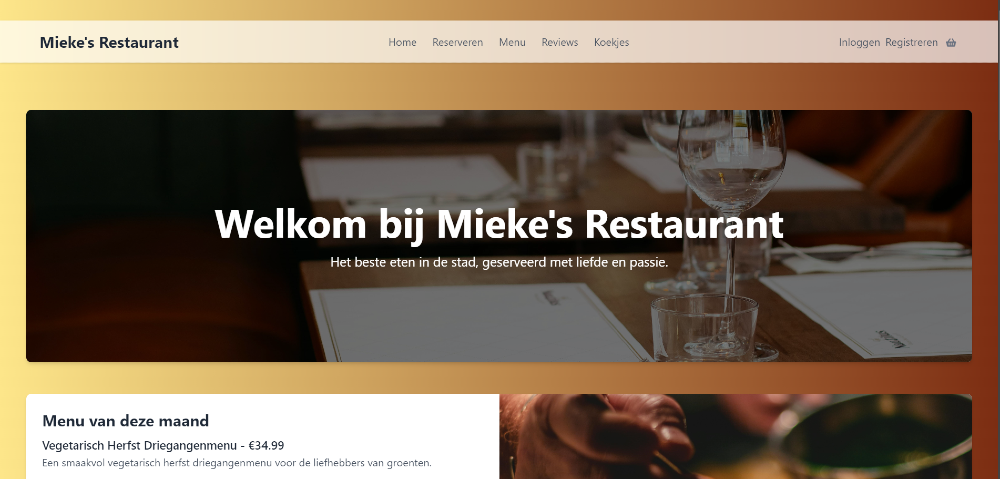 Mieke's Restaurant
Home Reserveren Menu Reviews Koekjes
Inloggen Registreren
Welkom bij Mieke's Restaurant
Het beste eten in de stad, geserveerd met liefde en passie.
Menu van deze maand
Vegetarisch Herfst Driegangenmenu - €34.99
Een smaakvol vegetarisch herfst driegangenmenu voor de liefhebbers van groenten.